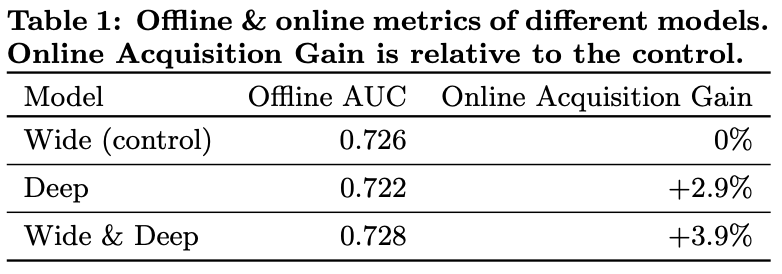 Table 1: Offline & online metrics of different models.
Online Acquisition Gain is relative to the control.
Model Offline AUC Online Acquisition Gain
Wide (control) 0.726 0%
Deep 0.722 +2.9%
Wide & Deep 0.728 +3.9%